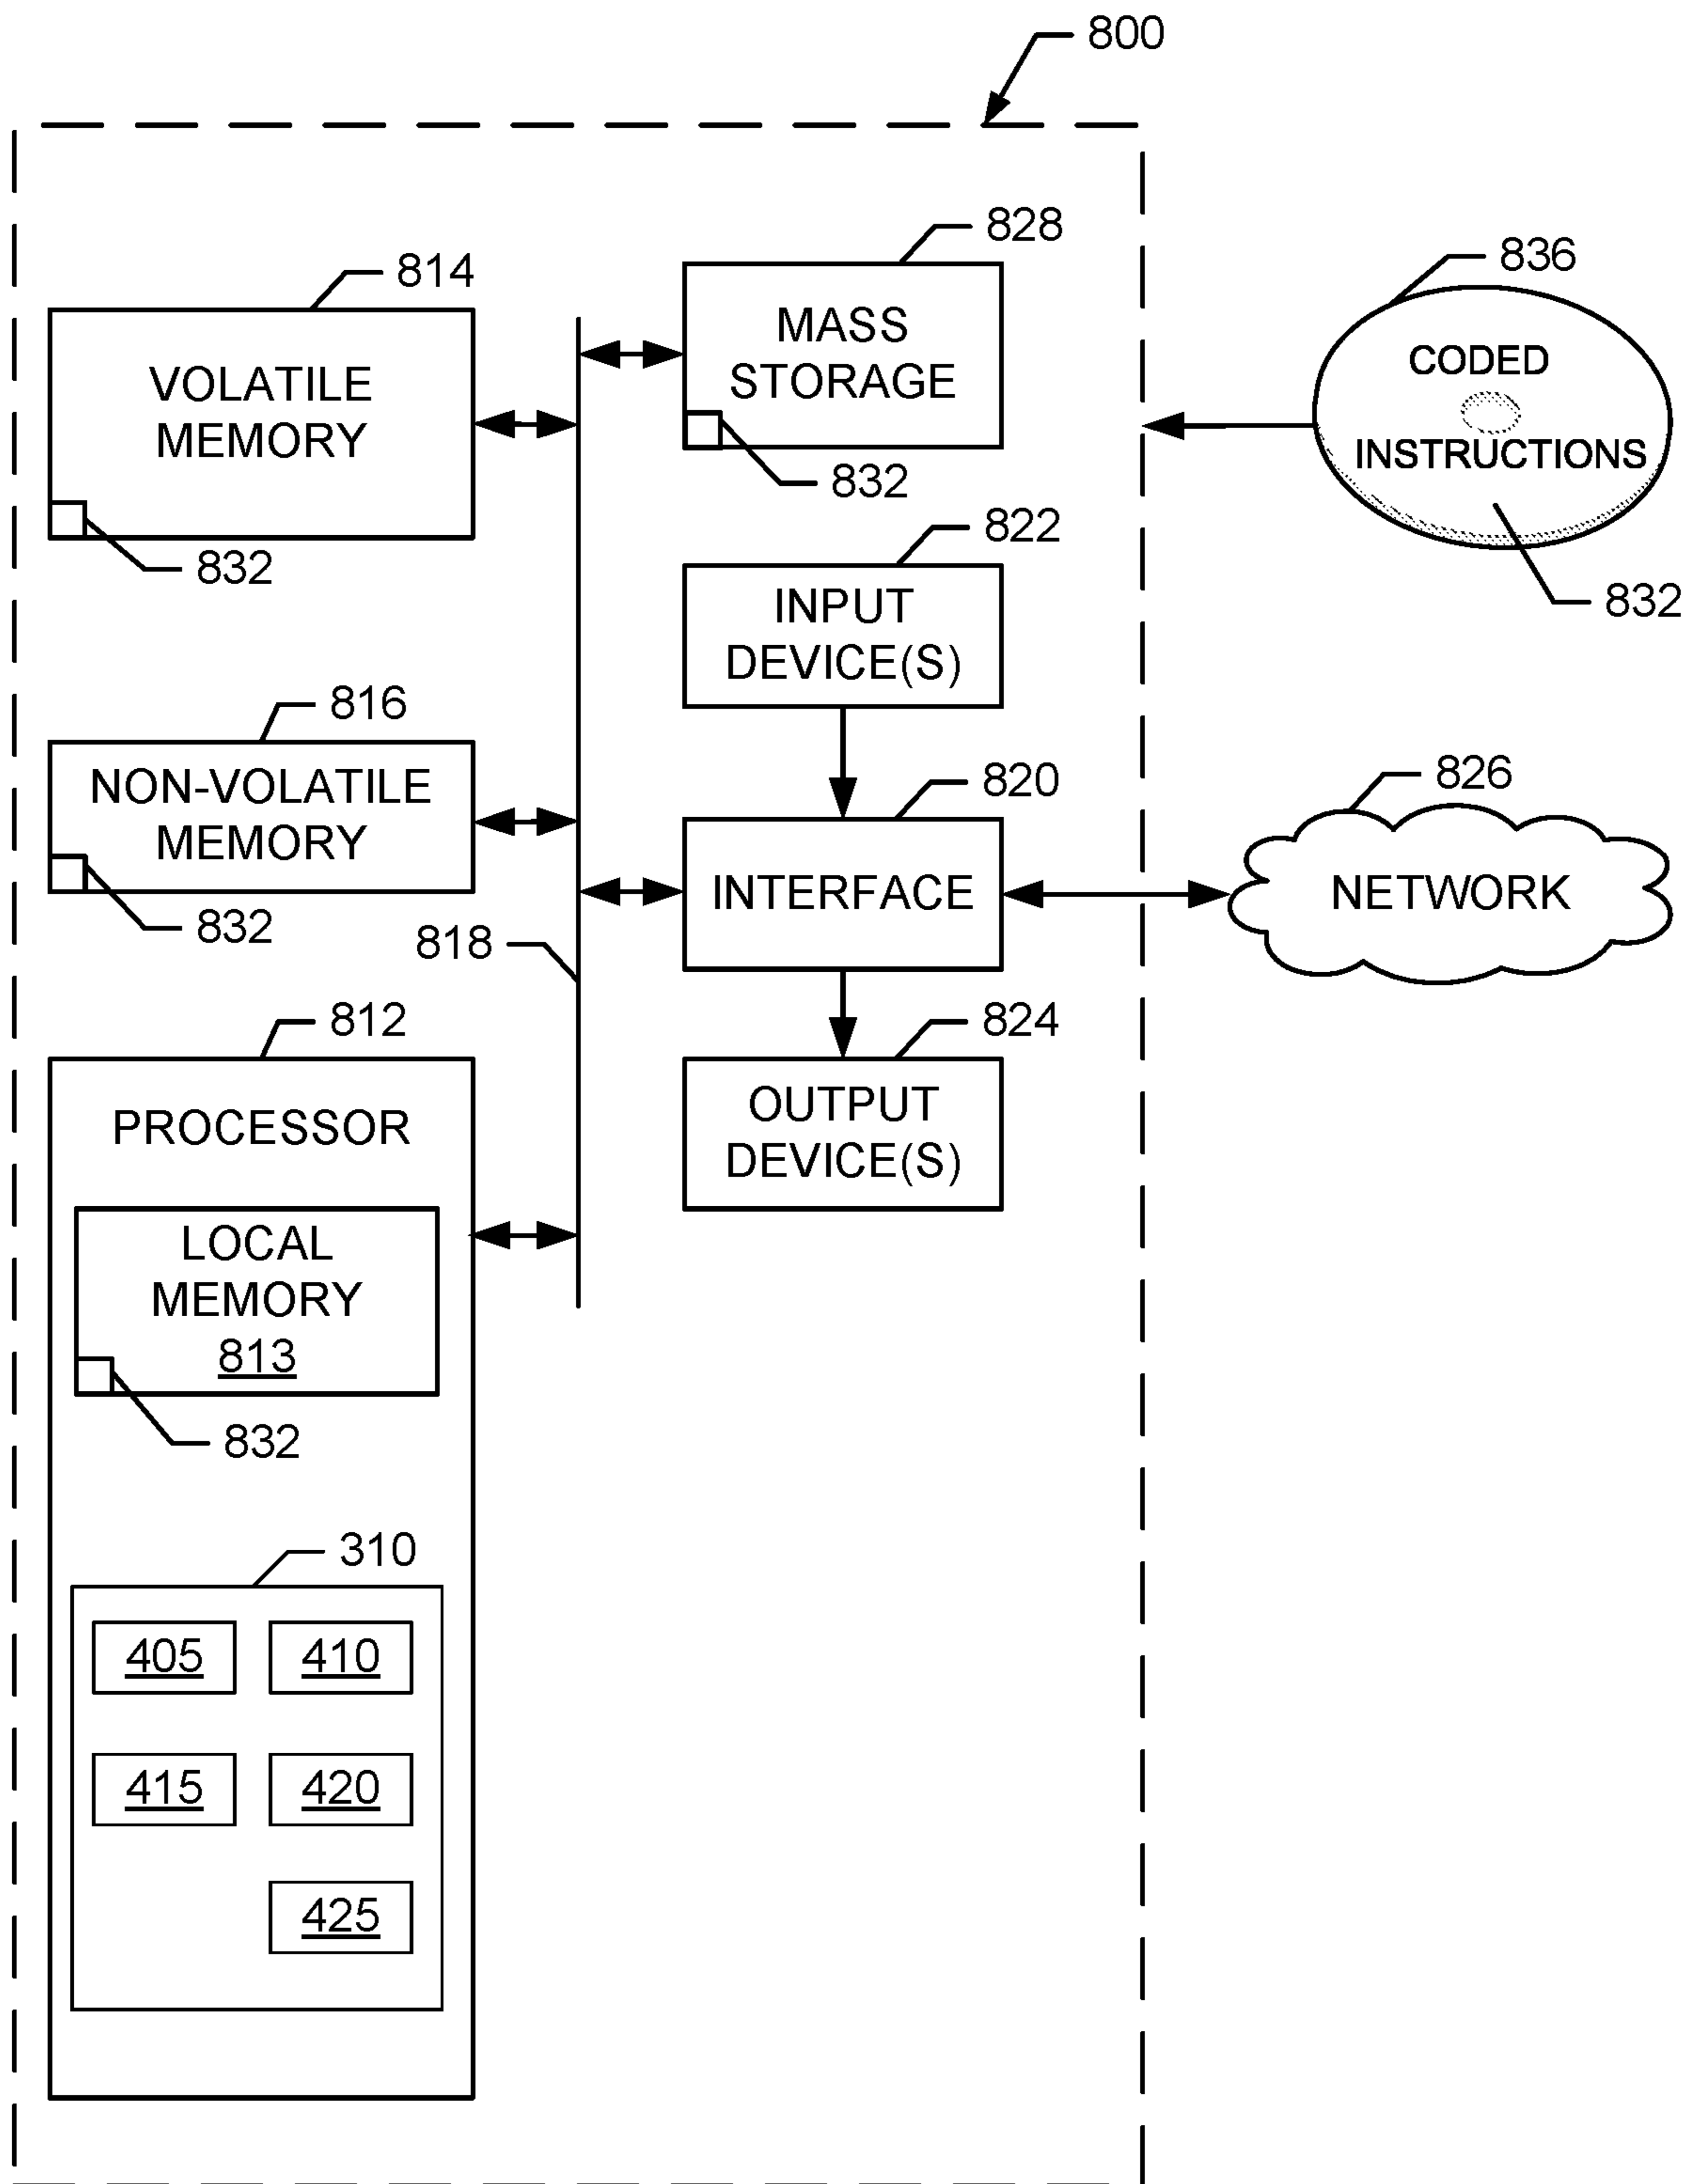 800
828
MASS
STORAGE
832
814
VOLATILE
MEMORY
832
836
CODED
INSTRUCTIONS
832
822
INPUT
DEVICE(S)
816
NON-VOLATILE
MEMORY
832
820
INTERFACE
826
NETWORK
818
812
PROCESSOR
824
OUTPUT
DEVICE(S)
LOCAL
MEMORY
813
832
310
405
410
415
420
425